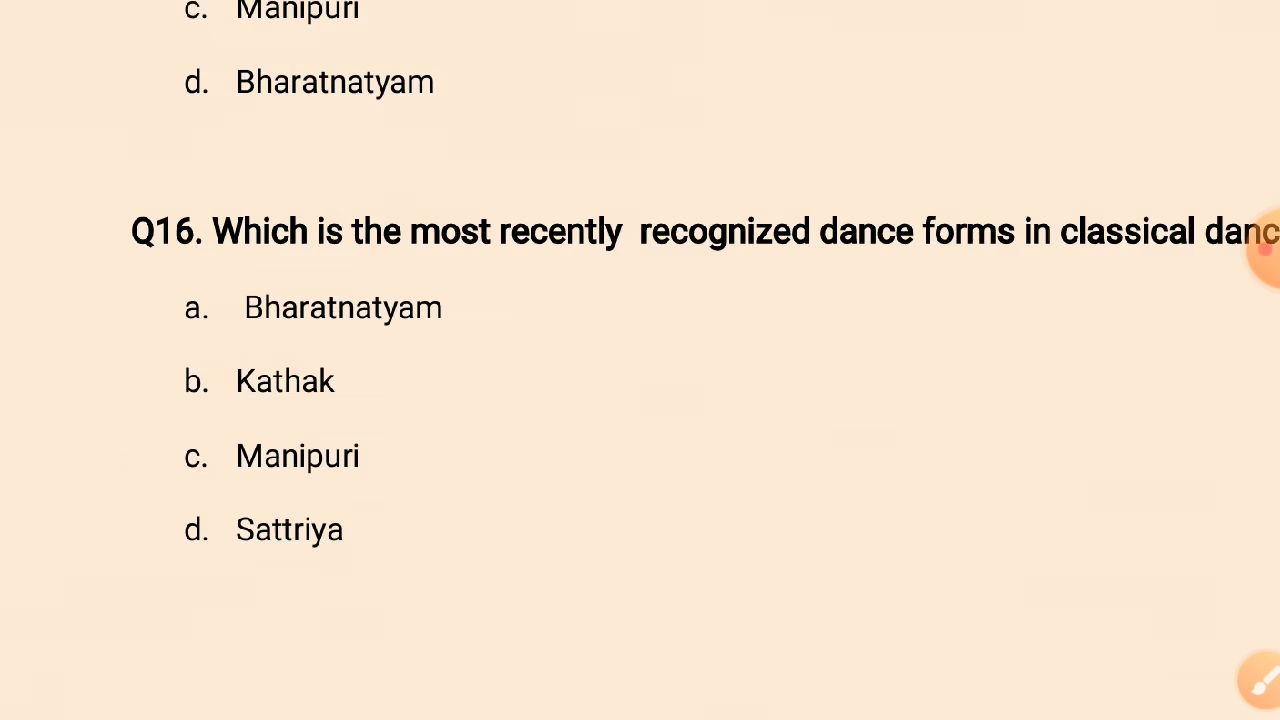 c. Manipuri
d. Bharatnatyam
Q16. Which is the most recently recognized dance forms in classical danc
a. Bharatnatyam
b. Kathak
c. Manipuri
d. Sattriya